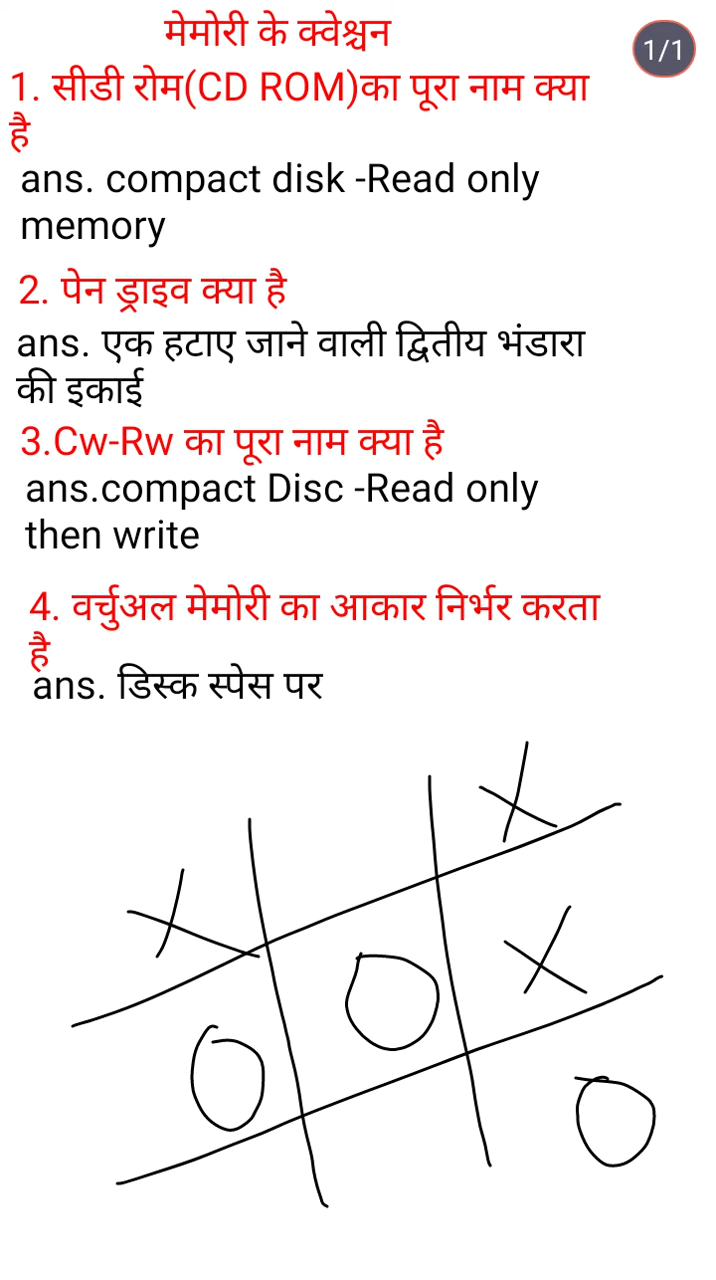 मेमोरी के क्वेश्चन
1/1
1. सीडी रोम(CD ROM)का पूरा नाम क्या
है
ans. compact disk -Read only
memory
2. पेन ड्राइव क्या है
ans. एक हटाए जाने वाली द्वितीय भंडारा
की इकाई
3.Cw-Rw का पूरा नाम क्या है
ans.compact Disc -Read only
then write
4. वर्चुअल मेमोरी का आकार निर्भर करता
है
ans. डिस्क स्पेस पर
X
X
O X
O
O